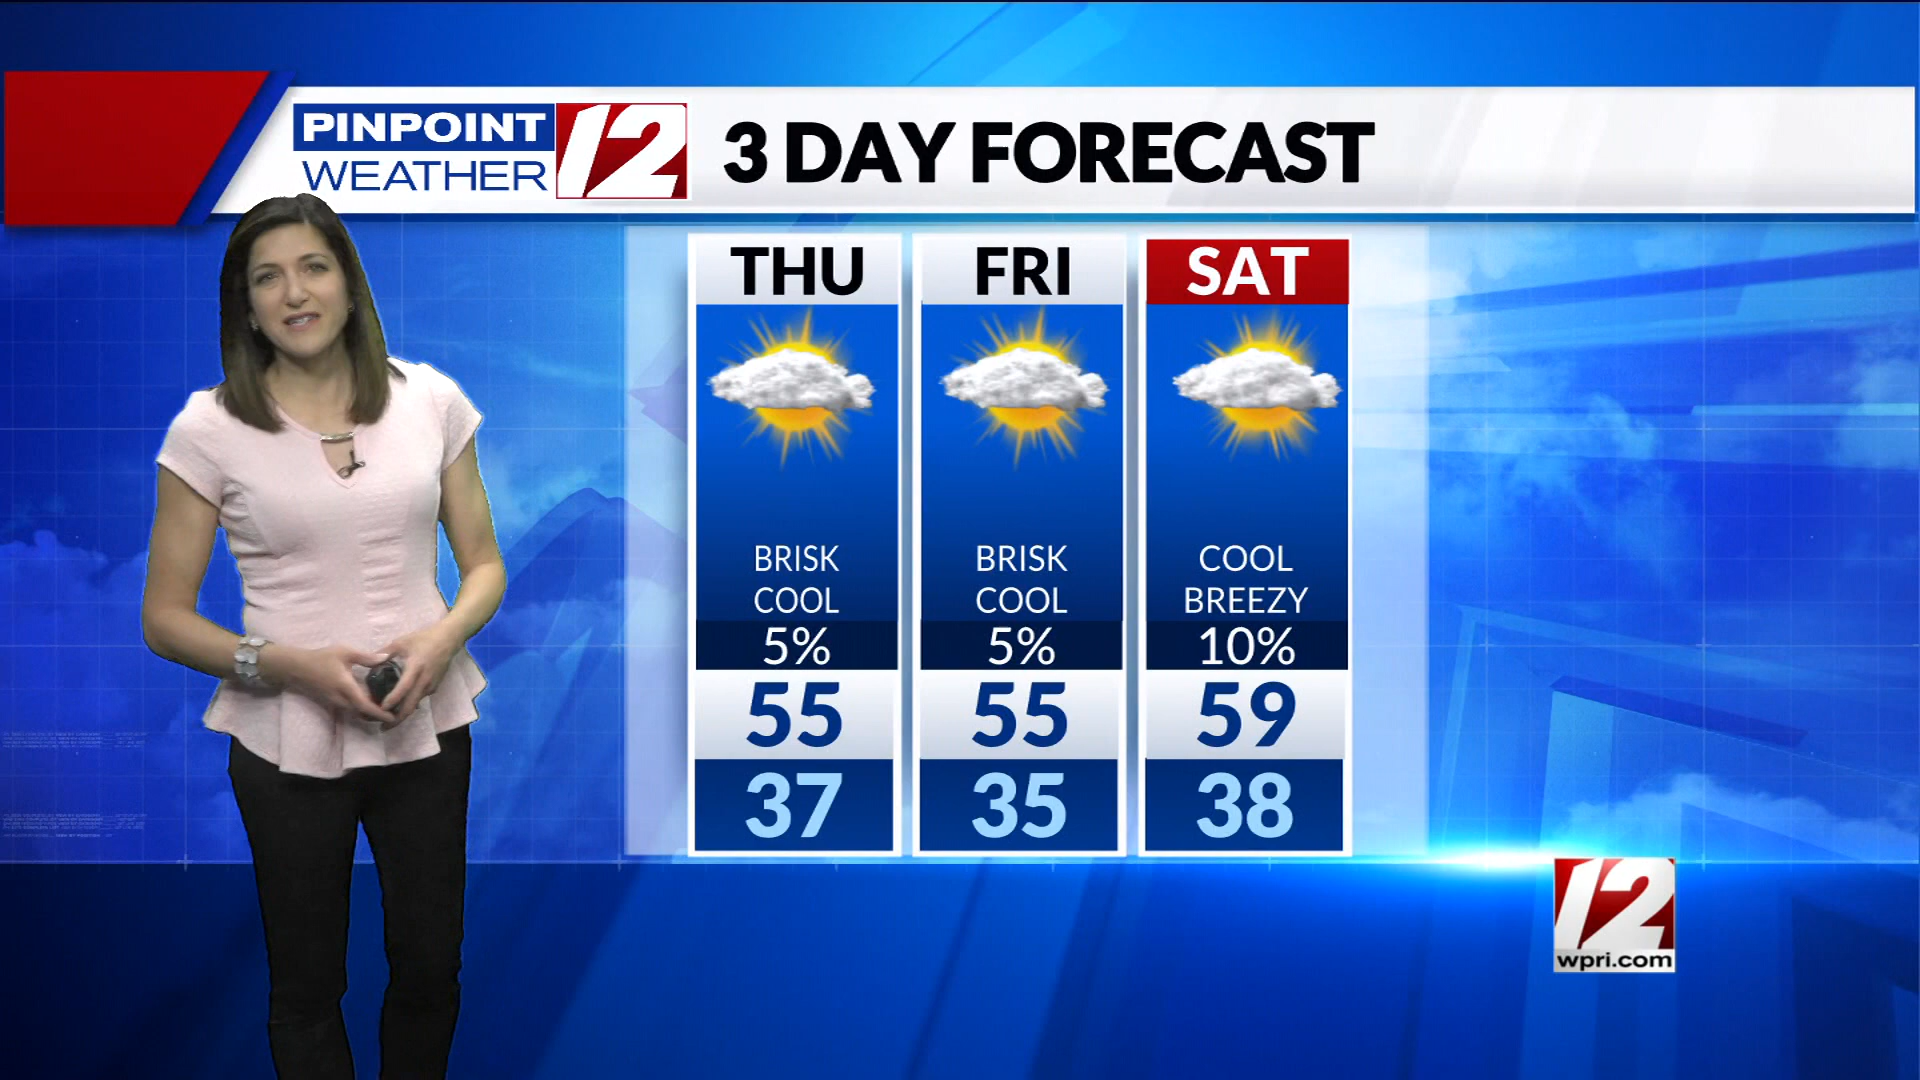 PINPOINT
WEATHER
12
3 DAY FORECAST
THU
BRISK
COOL
5%
55
37
FRI
BRISK
COOL
5%
55
35
SAT
COOL
BREEZY
10%
59
38
12
wpri.com